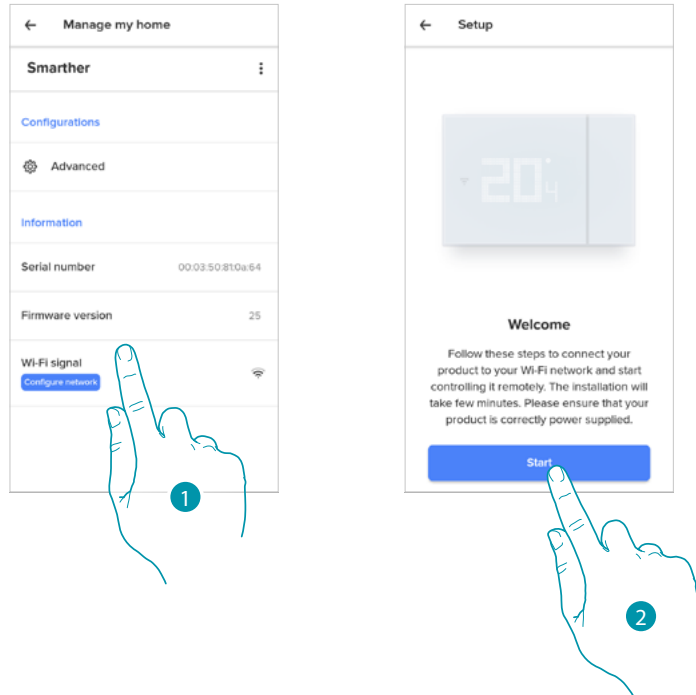 Manage my home
Smarther
Configurations
Advanced
Information
Serial number 00:03:50:81:0a:64
Firmware version 25
Wi-Fi signal
Configure network
1
Setup
20.4
Welcome
Follow these steps to connect your
product to your Wi-Fi network and start
controlling it remotely. The installation will
take few minutes. Please ensure that your
product is correctly power supplied.
Start
2